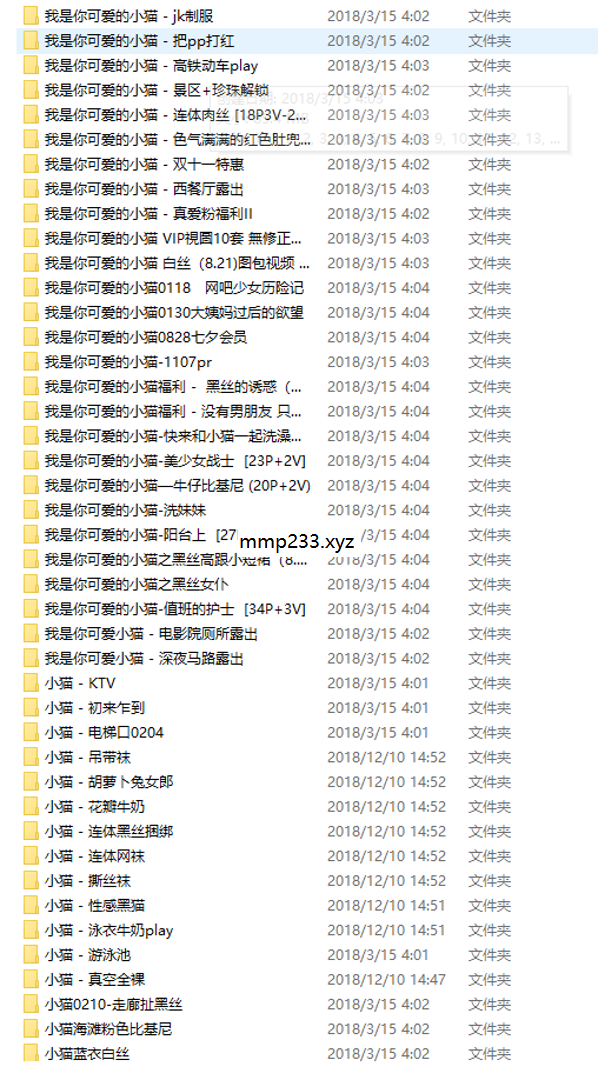 我是你可爱的小猫 - jk制服 2018/3/15 4:02 文件夹
我是你可爱的小猫 - 把pp打红 2018/3/15 4:02 文件夹
我是你可爱的小猫 - 高铁动车play 2018/3/15 4:03 文件夹
我是你可爱的小猫 - 景区+珍珠解锁 2018/3/15 4:02 文件夹
创建日期: 2018/3/15 4:03
我是你可爱的小猫 - 连体肉丝 [18P3V-2... 2018/3/15 4:03 文件夹
我是你可爱的小猫 - 色气满满的红色肚兜... 2018/3/15 4:03 文件夹
9, 10, 12, 13, ...
我是你可爱的小猫 - 双十一特惠 2018/3/15 4:02 文件夹
我是你可爱的小猫 - 西餐厅露出 2018/3/15 4:03 文件夹
我是你可爱的小猫 - 真爱粉福利II 2018/3/15 4:02 文件夹
我是你可爱的小猫 VIP視圖10套 無修正... 2018/3/15 4:03 文件夹
我是你可爱的小猫 白丝（8.21)图包视频 ... 2018/3/15 4:03 文件夹
我是你可爱的小猫0118 网吧少女历险记 2018/3/15 4:04 文件夹
我是你可爱的小猫0130大姨妈过后的欲望 2018/3/15 4:04 文件夹
我是你可爱的小猫0828七夕会员 2018/3/15 4:04 文件夹
我是你可爱的小猫-1107pr 2018/3/15 4:03 文件夹
我是你可爱的小猫福利 - 黑丝的诱惑（... 2018/3/15 4:04 文件夹
我是你可爱的小猫福利 - 没有男朋友 只... 2018/3/15 4:04 文件夹
我是你可爱的小猫-快来和小猫一起洗澡... 2018/3/15 4:04 文件夹
我是你可爱的小猫-美少女战士 [23P+2V] 2018/3/15 4:04 文件夹
我是你可爱的小猫—牛仔比基尼 (20P+2V) 2018/3/15 4:04 文件夹
我是你可爱的小猫-洗妹妹 2018/3/15 4:04 文件夹
我是你可爱的小猫-阳台上 [27 2018/3/15 4:04 文件夹
mmp233.xyz
我是你可爱的小猫之黑丝高跟小短裙（8.... 2018/3/15 4:04 文件夹
我是你可爱的小猫之黑丝女仆 2018/3/15 4:04 文件夹
我是你可爱的小猫-值班的护士 [34P+3V] 2018/3/15 4:04 文件夹
我是你可爱小猫 - 电影院厕所露出 2018/3/15 4:02 文件夹
我是你可爱小猫 - 深夜马路露出 2018/3/15 4:02 文件夹
小猫 - KTV 2018/3/15 4:01 文件夹
小猫 - 初来乍到 2018/3/15 4:01 文件夹
小猫 - 电梯口0204 2018/3/15 4:01 文件夹
小猫 - 吊带袜 2018/12/10 14:52 文件夹
小猫 - 胡萝卜兔女郎 2018/12/10 14:52 文件夹
小猫 - 花瓣牛奶 2018/12/10 14:52 文件夹
小猫 - 连体黑丝捆绑 2018/12/10 14:52 文件夹
小猫 - 连体网袜 2018/12/10 14:52 文件夹
小猫 - 撕丝袜 2018/12/10 14:52 文件夹
小猫 - 性感黑猫 2018/12/10 14:51 文件夹
小猫 - 泳衣牛奶play 2018/12/10 14:51 文件夹
小猫 - 游泳池 2018/3/15 4:01 文件夹
小猫 - 真空全裸 2018/12/10 14:47 文件夹
小猫0210-走廊扯黑丝 2018/3/15 4:02 文件夹
小猫海滩粉色比基尼 2018/3/15 4:02 文件夹
小猫蓝衣白丝 2018/3/15 4:02 文件夹